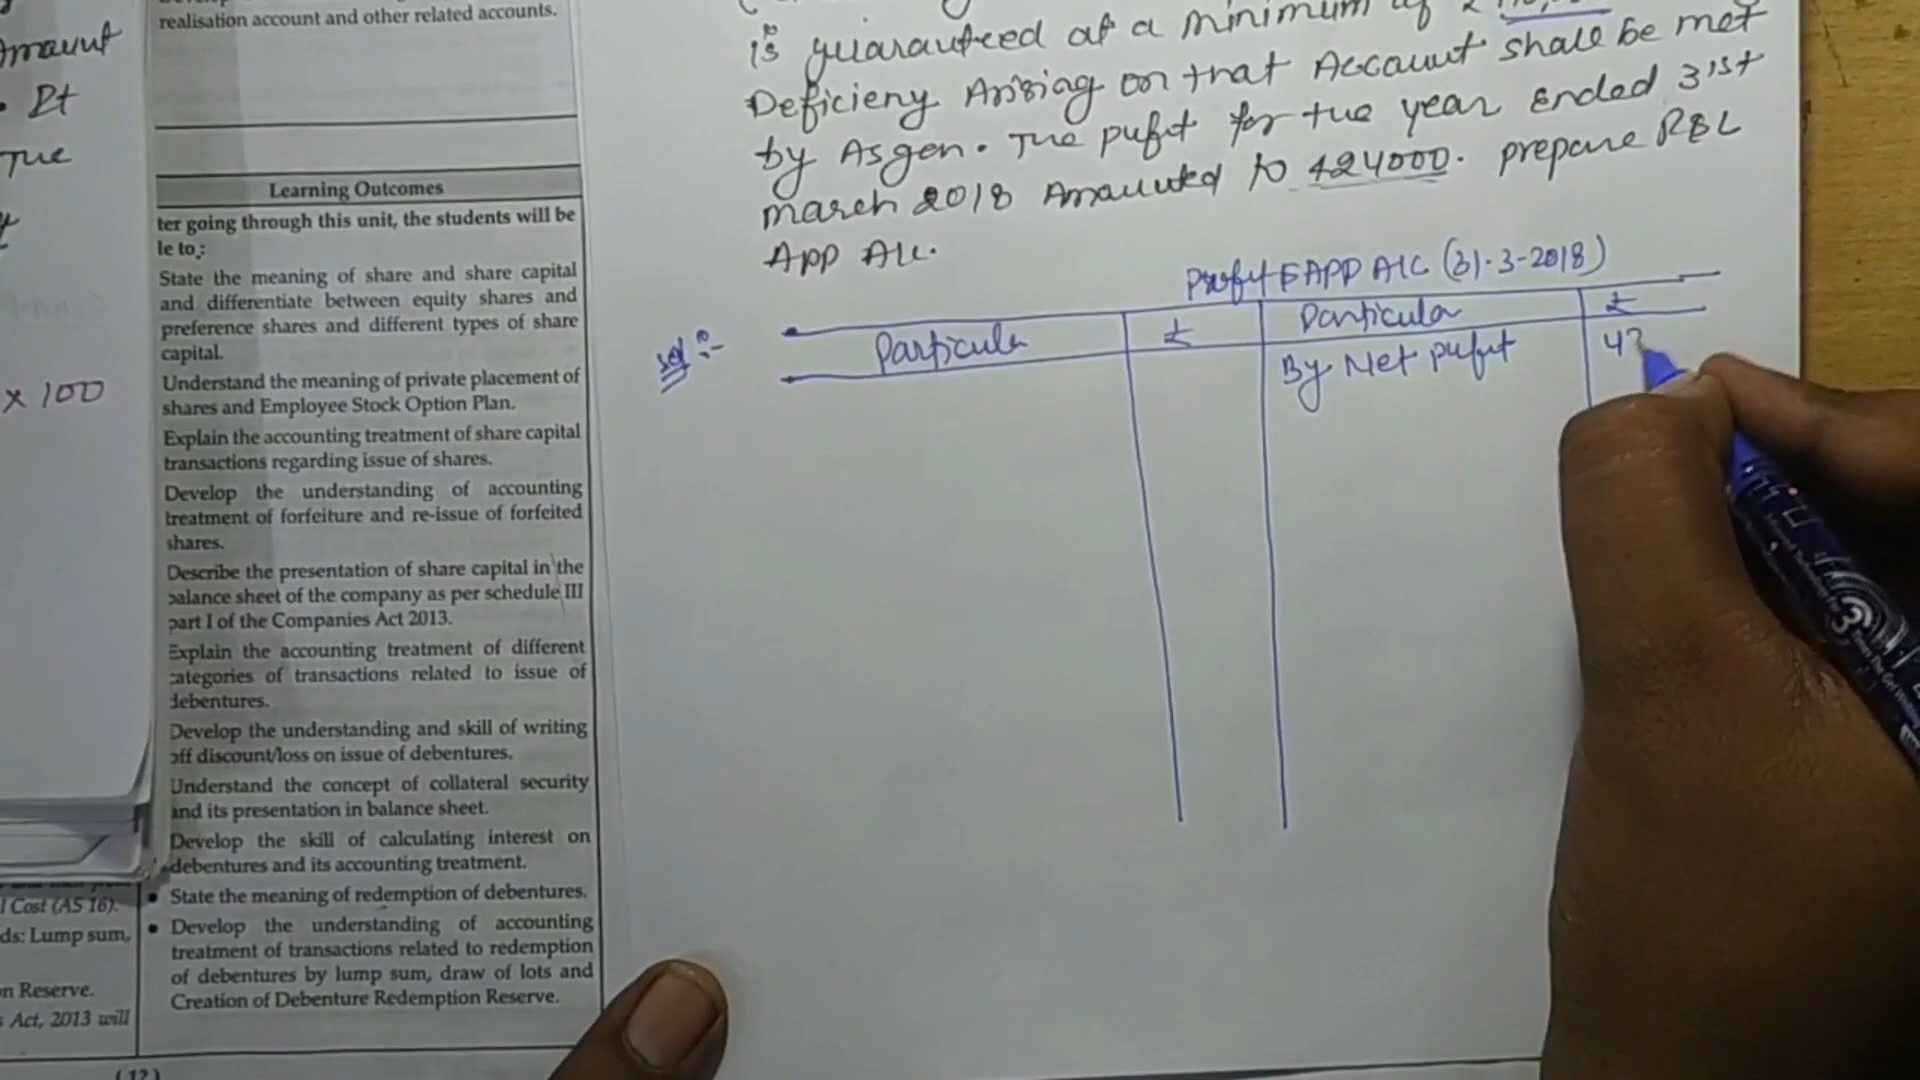 realisation account and other related accounts.
Learning Outcomes
ter going through this unit, the students will be
le to :
State the meaning of share and share capital
and differentiate between equity shares and
preference shares and different types of share
capital.
Understand the meaning of private placement of
shares and Employee Stock Option Plan.
Explain the accounting treatment of share capital
transactions regarding issue of shares.
Develop the understanding of accounting
treatment of forfeiture and re-issue of forfeited
shares.
Describe the presentation of share capital in the
balance sheet of the company as per schedule III
part I of the Companies Act 2013.
Explain the accounting treatment of different
categories of transactions related to issue of
debentures.
Develop the understanding and skill of writing
off discount/loss on issue of debentures.
Understand the concept of collateral security
and its presentation in balance sheet.
Develop the skill of calculating interest on
debentures and its accounting treatment.
• State the meaning of redemption of debentures.
• Develop the understanding of accounting
treatment of transactions related to redemption
of debentures by lump sum, draw of lots and
Creation of Debenture Redemption Reserve.
(12)
x 100
l Cost (AS 16).
ds: Lump sum,
on Reserve.
s Act, 2013 will
is guaranteed at a minimum of ₹
Deficieny Arising on that Account shall be met
by Asgen. The pufit for the year Ended 31st
march 2018 Amaunted to 424000. prepare P&L
App A/c.
Profit & APP A/C (31-3-2018)
Sol :-
Particula ₹ Particula ₹
By Net pufit 42